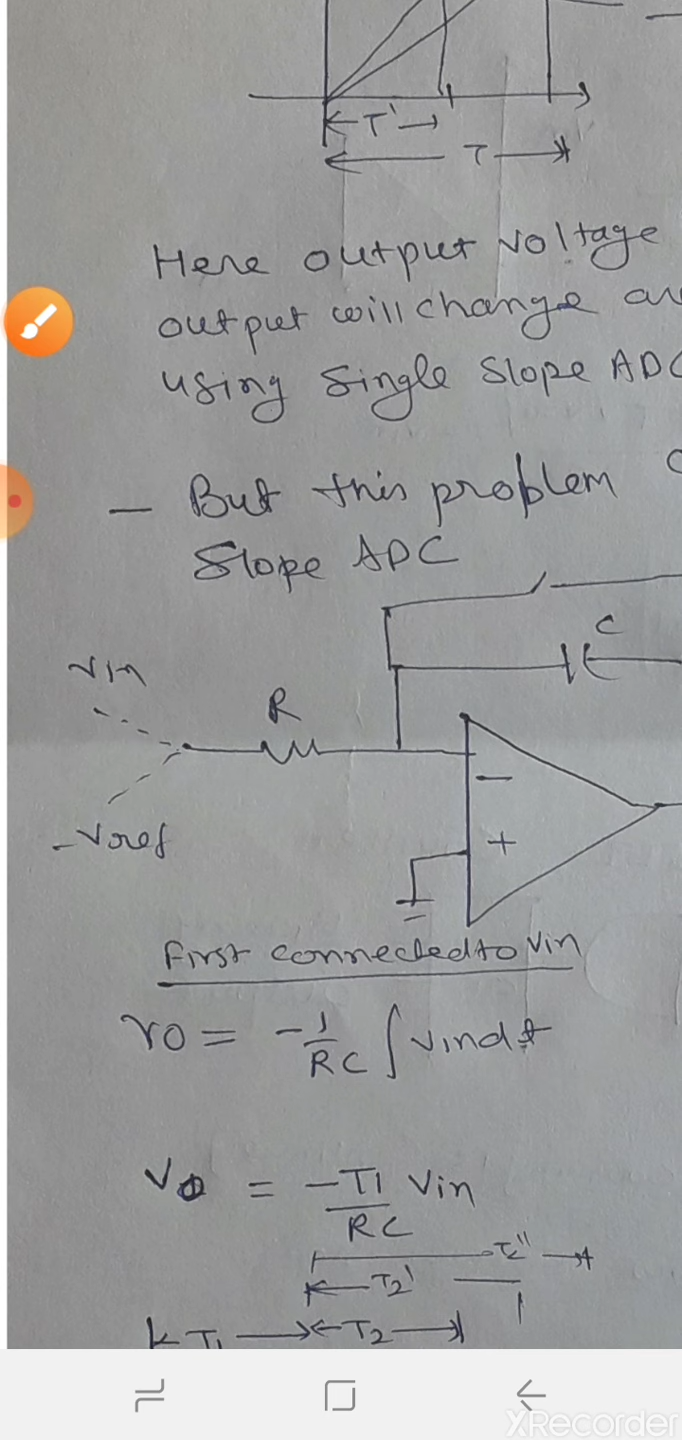 T'
T
Here output voltage
output will change
using Single Slope ADC
- But this problem
Slope ADC
C
Vin
R
-Vref
-
+
First connected to Vin
VO = -1/RC ∫ Vin dt
Vo = -T1/RC Vin
T2''
T2'
T1 T2
XRecorder